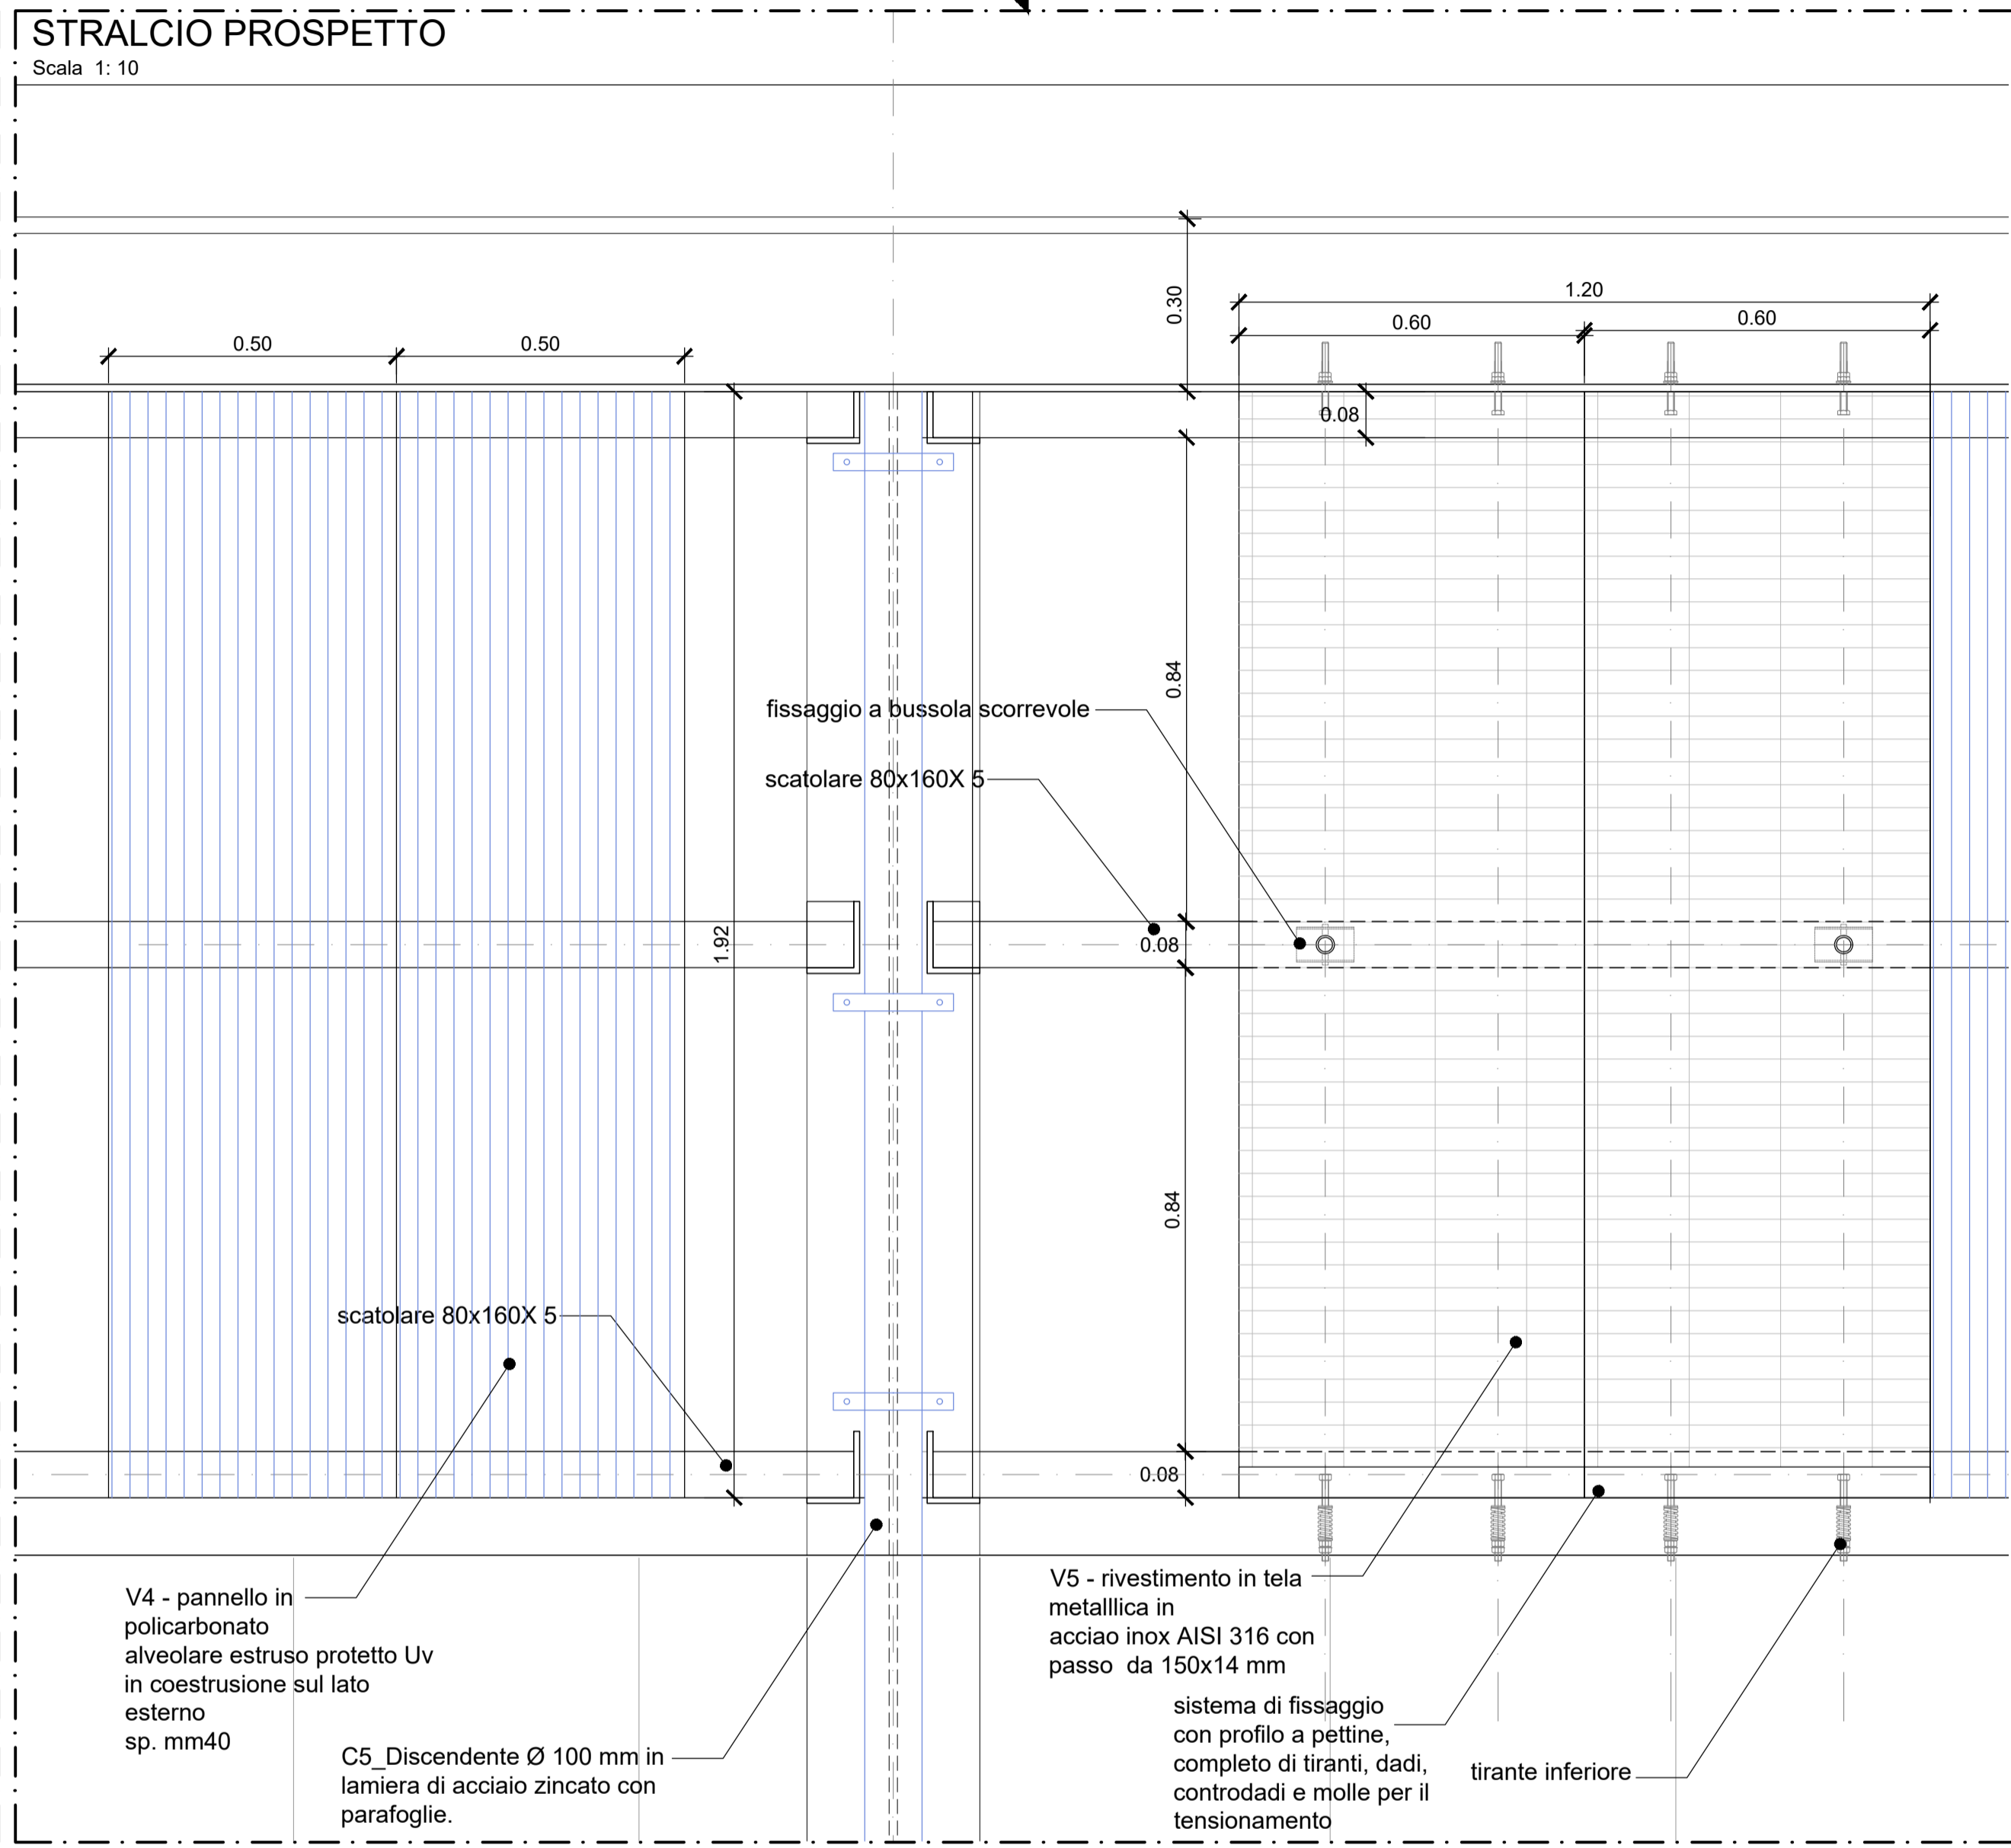 STRALCIO PROSPETTO
Scala 1: 10
0.30
1.20
0.60
0.60
0.50
0.50
0.08
0.84
fissaggio a bussola scorrevole
scatolare 80x160X 5
1.92
0.08
0.84
scatolare 80x160X 5
0.08
V4 - pannello in
policarbonato
alveolare estruso protetto Uv
in coestrusione sul lato
esterno
sp. mm40
C5_Discendente Ø 100 mm in
lamiera di acciaio zincato con
parafoglie.
V5 - rivestimento in tela
metalllica in
acciao inox AISI 316 con
passo da 150x14 mm
sistema di fissaggio
con profilo a pettine,
completo di tiranti, dadi,
controdadi e molle per il
tensionamento
tirante inferiore